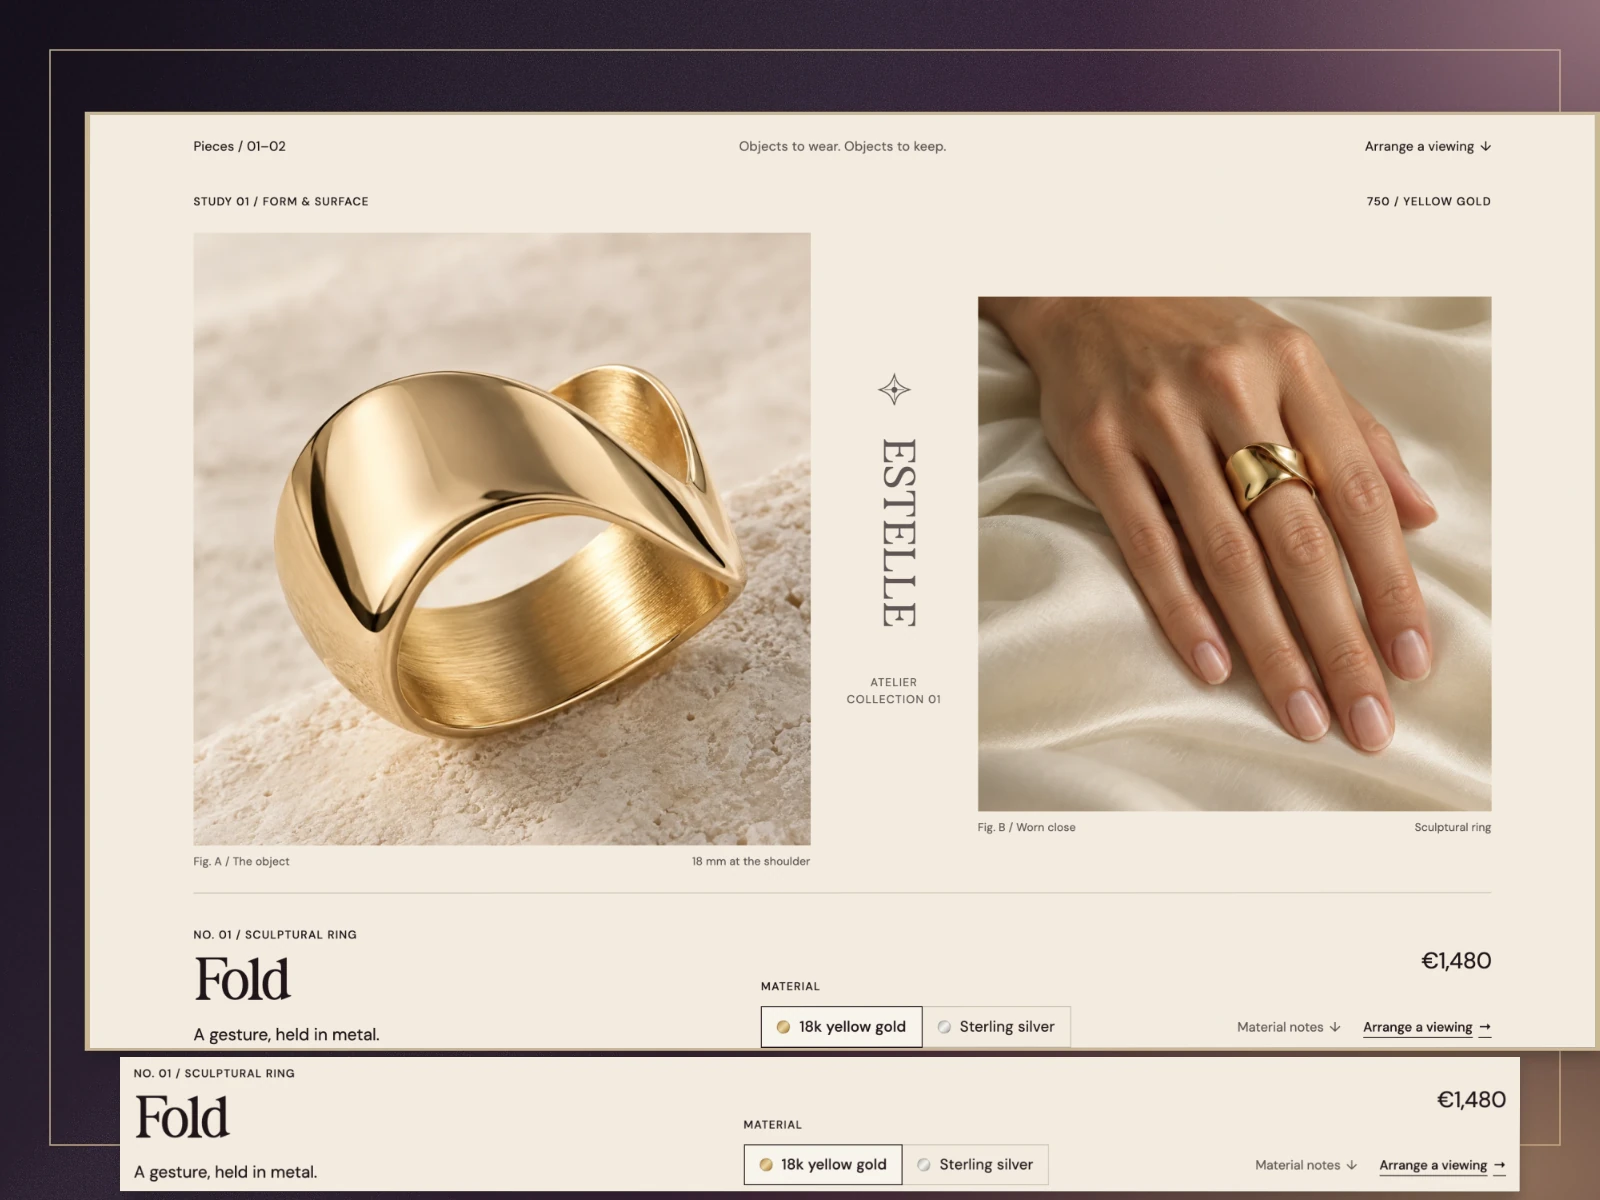 Pieces / 01–02
Objects to wear. Objects to keep.
Arrange a viewing ↓
STUDY 01 / FORM & SURFACE
750 / YELLOW GOLD
ESTELLE
ATELIER
COLLECTION 01
Fig. A / The object
18 mm at the shoulder
Fig. B / Worn close
Sculptural ring
NO. 01 / SCULPTURAL RING
Fold
A gesture, held in metal.
MATERIAL
18k yellow gold
Sterling silver
€1,480
Material notes ↓
Arrange a viewing →
NO. 01 / SCULPTURAL RING
Fold
A gesture, held in metal.
MATERIAL
18k yellow gold
Sterling silver
€1,480
Material notes ↓
Arrange a viewing →